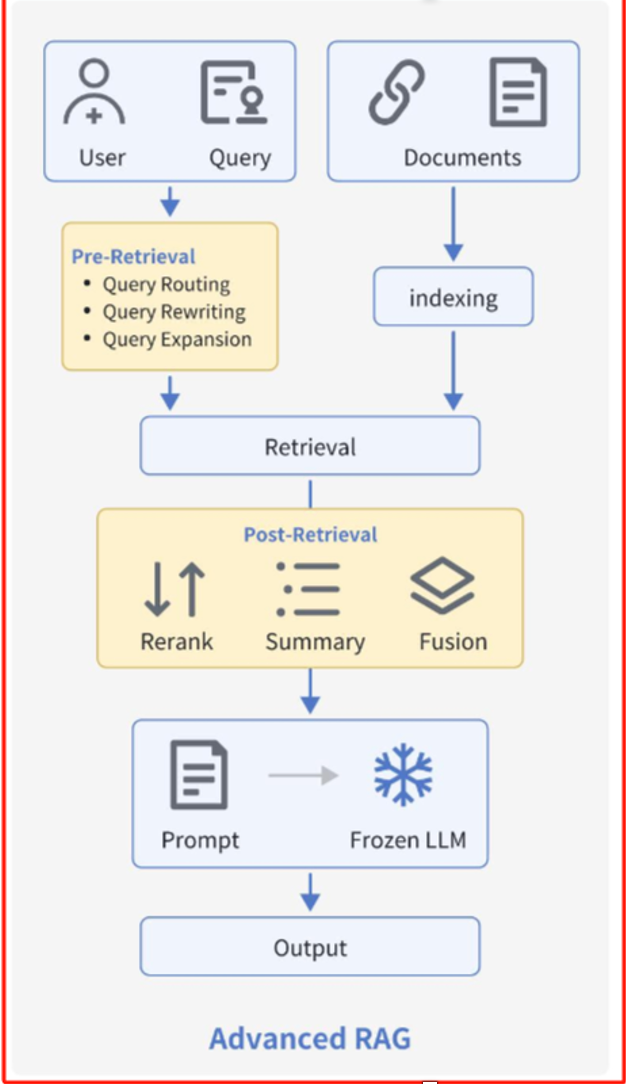 User Query Documents
Pre-Retrieval
• Query Routing
• Query Rewriting
• Query Expansion
indexing
Retrieval
Post-Retrieval
Rerank Summary Fusion
Prompt Frozen LLM
Output
Advanced RAG